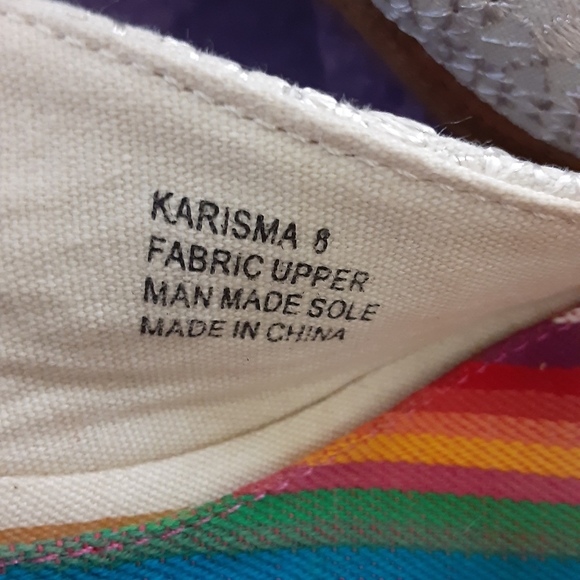 KARISMA 8
FABRIC UPPER
MAN MADE SOLE
MADE IN CHINA